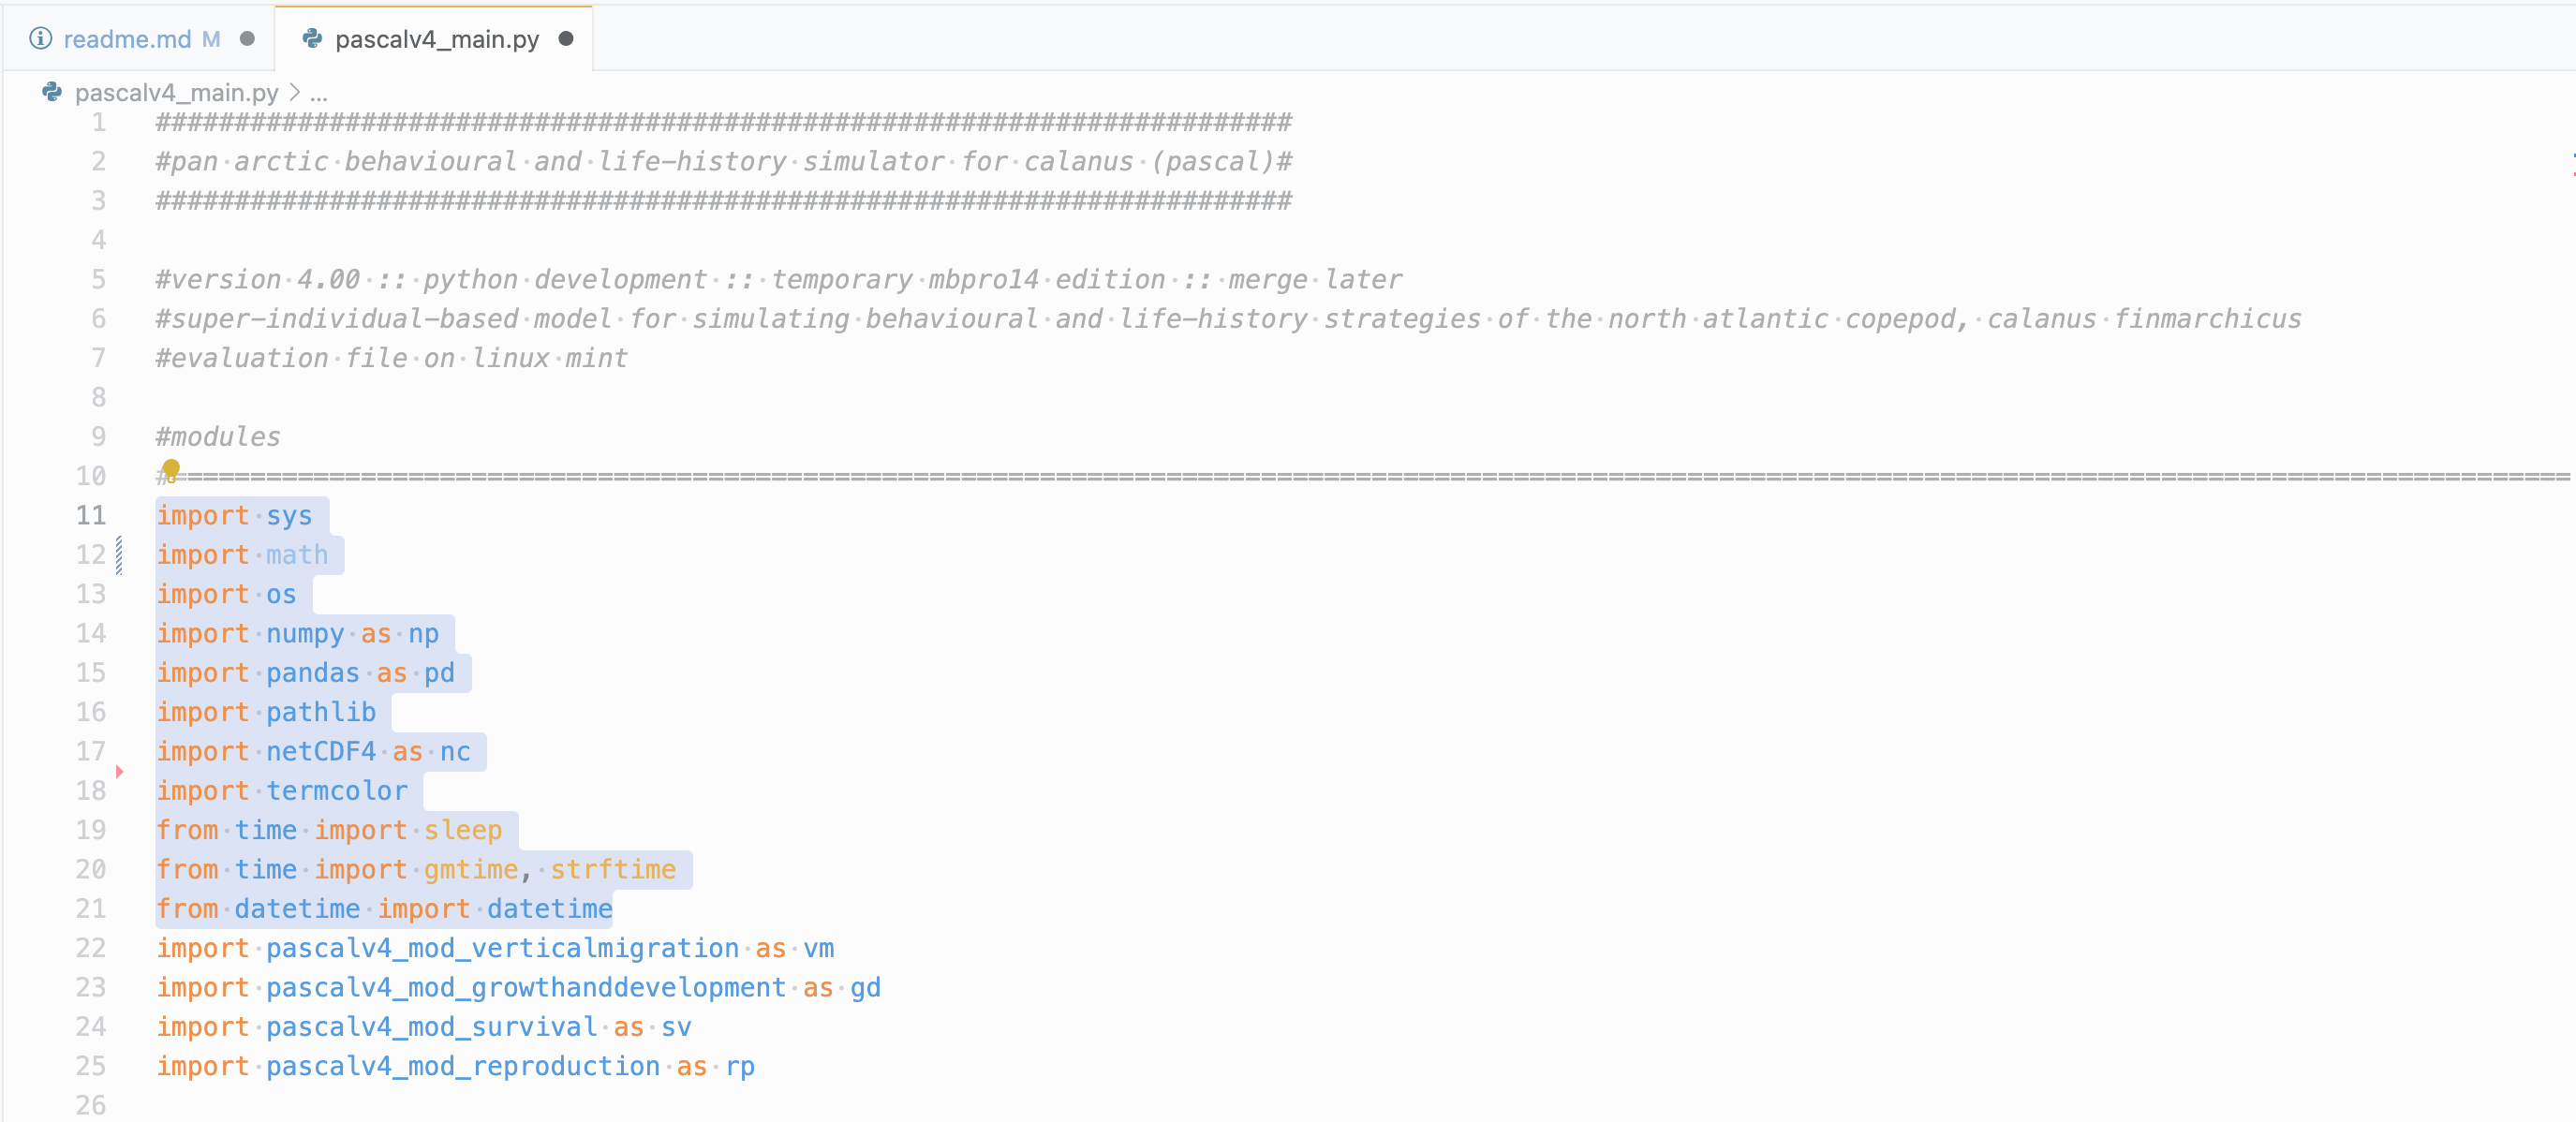 readme.md M
pascalv4_main.py
pascalv4_main.py > ...
1 ########################################################################
2 #pan arctic behavioural and life-history simulator for calanus (pascal)#
3 ########################################################################
4
5 #version 4.00 :: python development :: temporary mbpro14 edition :: merge later
6 #super-individual-based model for simulating behavioural and life-history strategies of the north atlantic copepod, calanus finmarchicus
7 #evaluation file on linux mint
8
9 #modules
10 #=======================================================================================================================================================
11 import sys
12 import math
13 import os
14 import numpy as np
15 import pandas as pd
16 import pathlib
17 import netCDF4 as nc
18 import termcolor
19 from time import sleep
20 from time import gmtime, strftime
21 from datetime import datetime
22 import pascalv4_mod_verticalmigration as vm
23 import pascalv4_mod_growthanddevelopment as gd
24 import pascalv4_mod_survival as sv
25 import pascalv4_mod_reproduction as rp
26